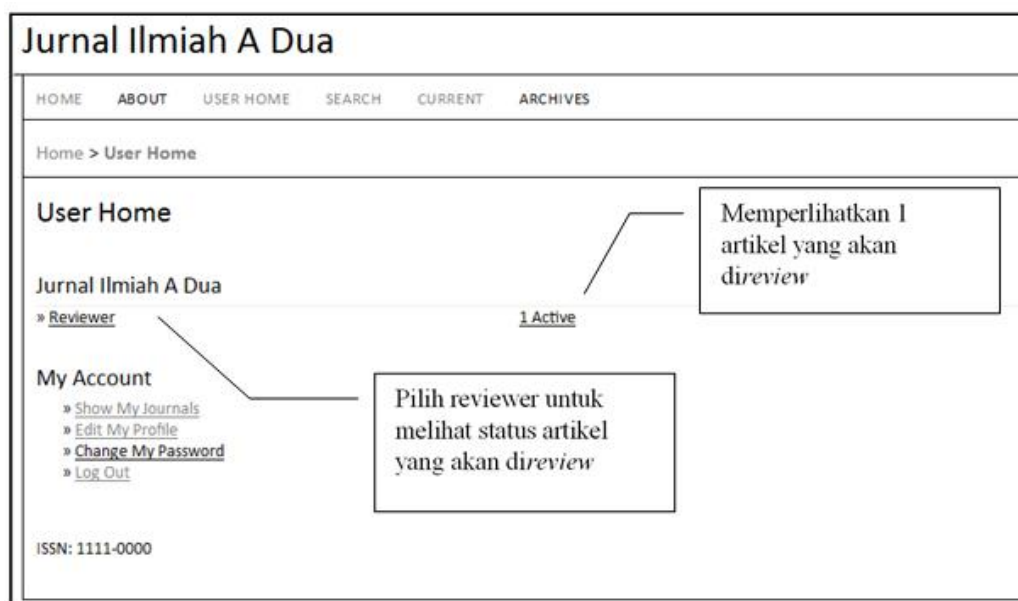 Jurnal Ilmiah A Dua
HOME ABOUT USER HOME SEARCH CURRENT ARCHIVES
Home > User Home
User Home
Memperlihatkan 1
artikel yang akan
direview
Jurnal Ilmiah A Dua
» Reviewer 1 Active
My Account
» Show My Journals
» Edit My Profile
» Change My Password
» Log Out
Pilih reviewer untuk
melihat status artikel
yang akan direview
ISSN: 1111-0000